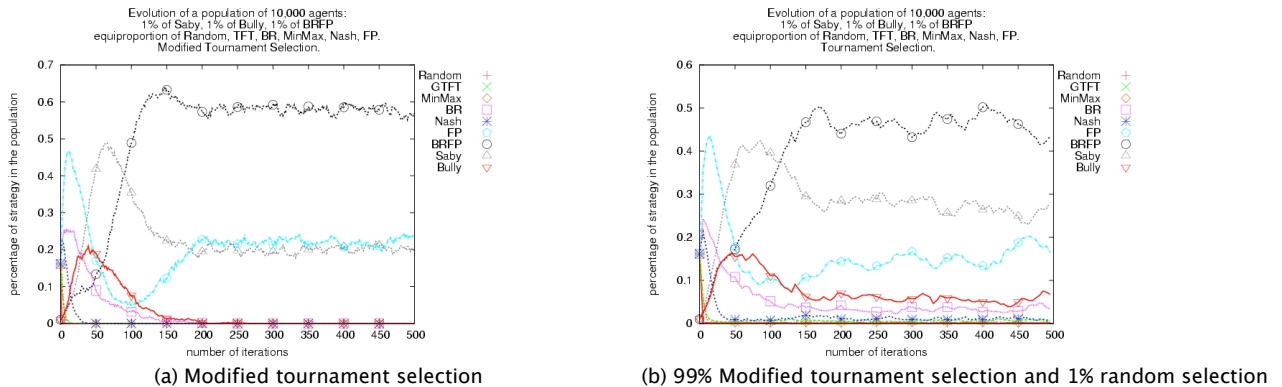 Evolution of a population of 10,000 agents:
1% of Saby, 1% of Bully, 1% of BRFP
equiproportion of Random, TFT, BR, MinMax, Nash, FP.
Modified Tournament Selection.
percentage of strategy in the population
0.7
0.6
0.5
0.4
0.3
0.2
0.1
0
0 50 100 150 200 250 300 350 400 450 500
number of iterations
Random
GTFT
MinMax
BR
Nash
FP
BRFP
Saby
Bully
(a) Modified tournament selection
Evolution of a population of 10,000 agents:
1% of Saby, 1% of Bully, 1% of BRFP
equiproportion of Random, TFT, BR, MinMax, Nash, FP.
Tournament Selection.
percentage of strategy in the population
0.6
0.5
0.4
0.3
0.2
0.1
0
0 50 100 150 200 250 300 350 400 450 500
number of iterations
Random
GTFT
MinMax
BR
Nash
FP
BRFP
Saby
Bully
(b) 99% Modified tournament selection and 1% random selection